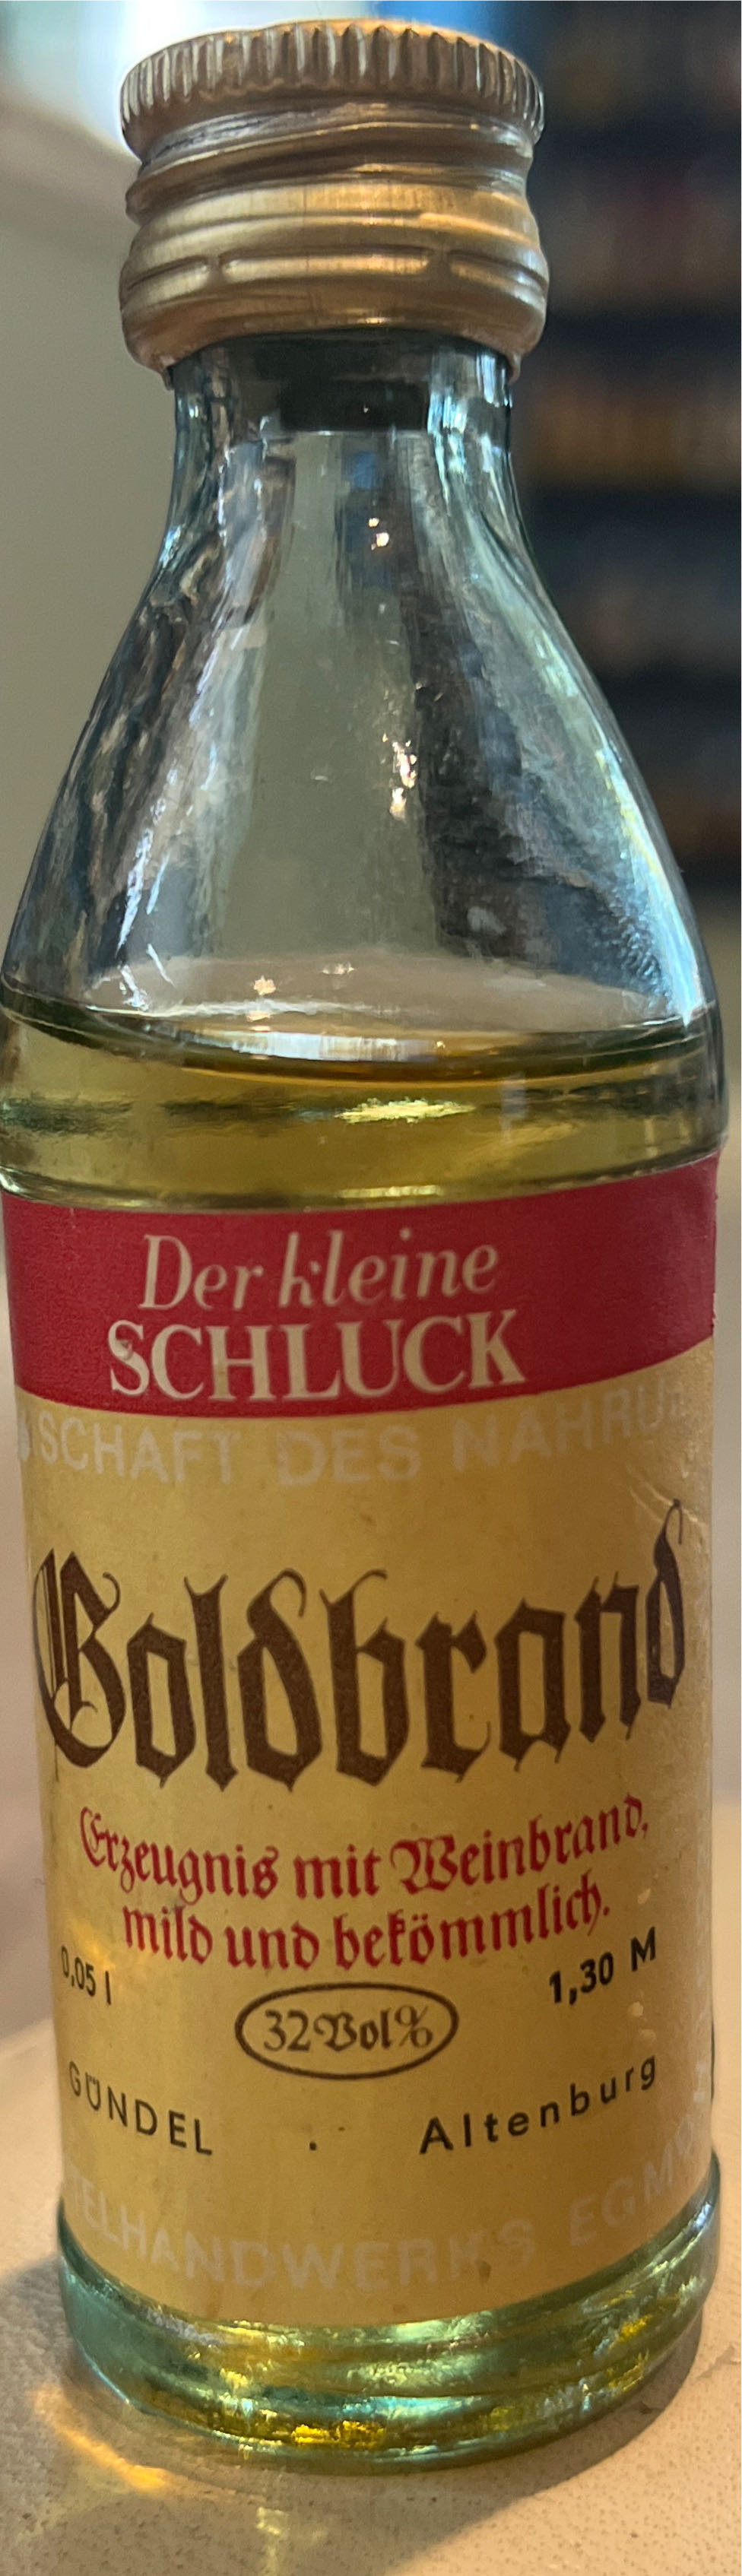 Der kleine
SCHLUCK
SCHAFT DES NAHRU
Goldbrand
Erzeugnis mit Weinbrand,
mild und bekömmlich.
0,05 l 1,30 M
32 Vol%
GÜNDEL . Altenburg
TELHANDWERKS EGM